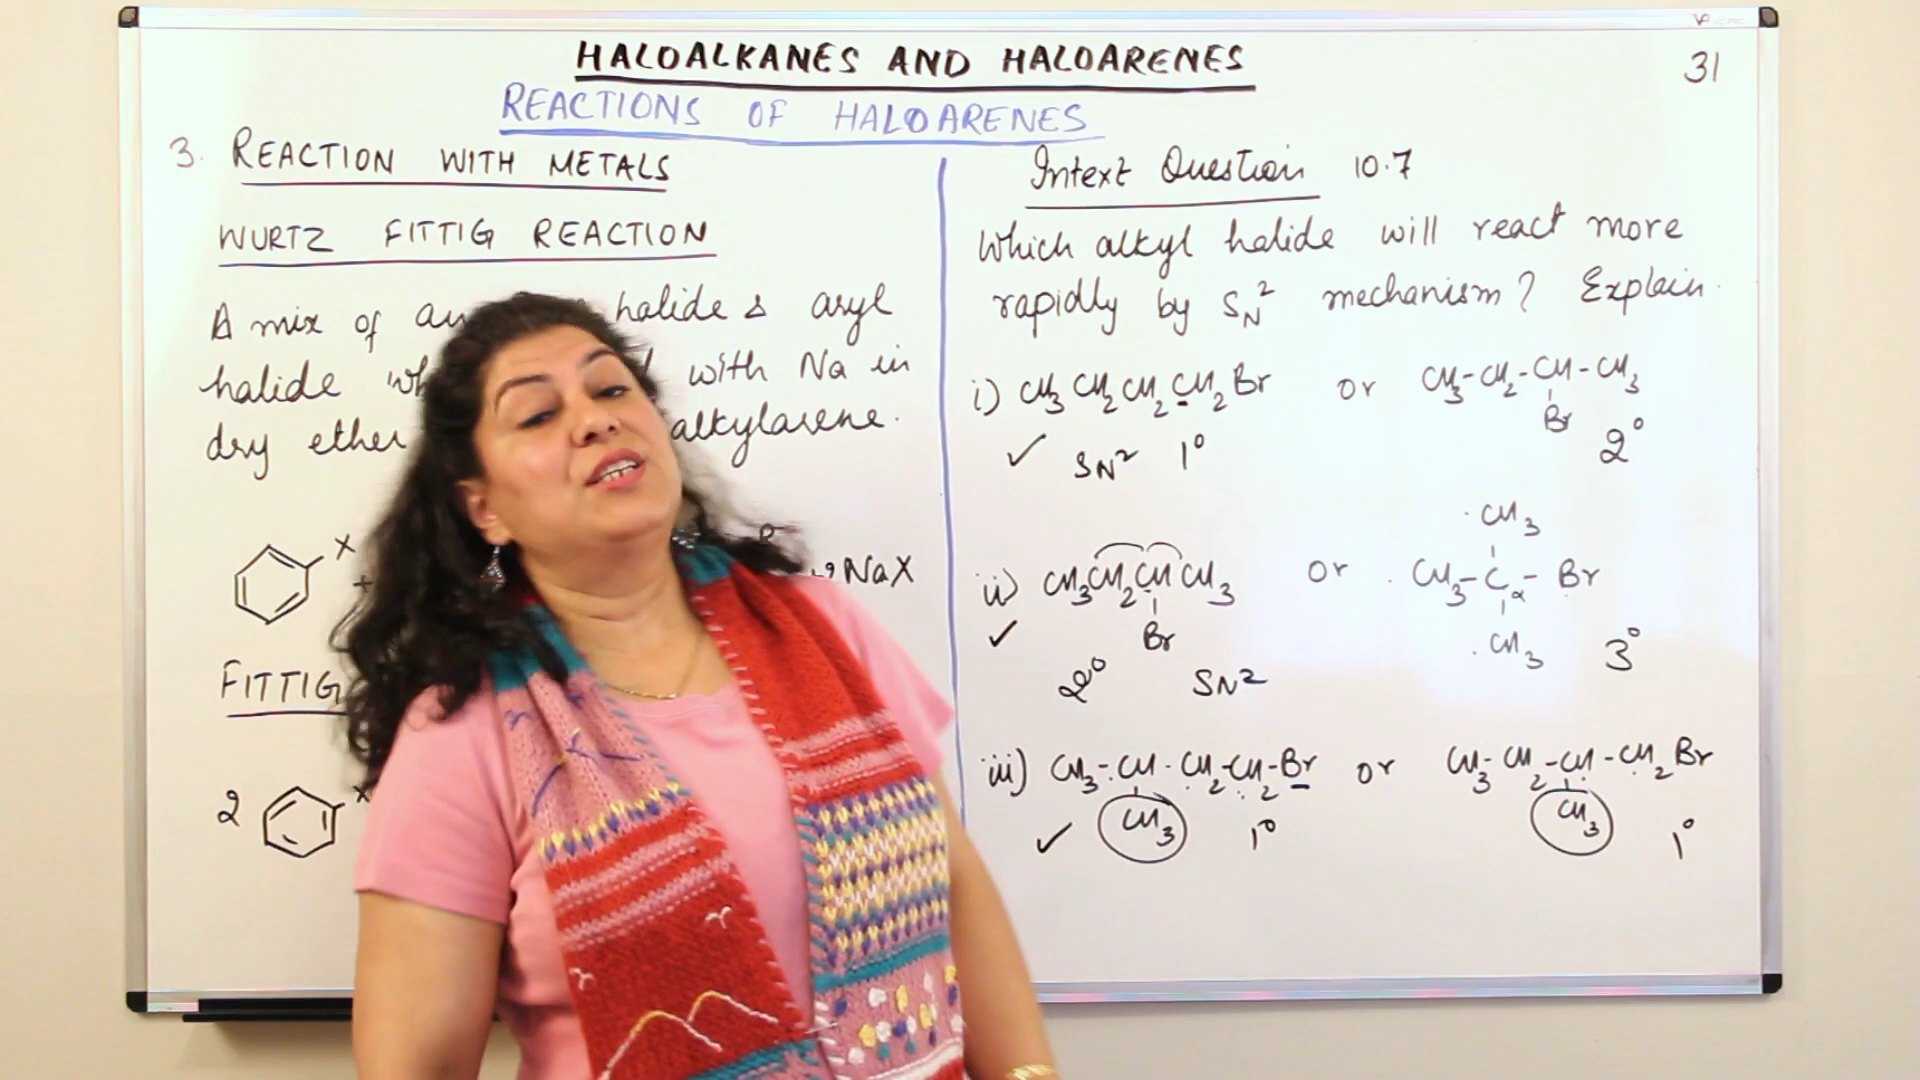 HALOALKANES AND HALOARENES
31
REACTIONS OF HALOARENES
3. REACTION WITH METALS
WURTZ FITTIG REACTION
A mix of halide & aryl
halide with Na in
dry ether alkylarene.
X
+
2NaX
FITTIG
2 X
Intext Question 10.7
Which alkyl halide will react more
rapidly by SN² mechanism? Explain.
i) CH₃CH₂CH₂CH₂Br or CH₃-CH₂-CH-CH₃
Br
✓ SN² 1° 2°
CH₃
ii) CH₃CH₂CHCH₃ or CH₃-C-Br
α
✓ Br CH₃ 3°
2° SN²
iii) CH₃-CH-CH₂-CH₂-Br or CH₃-CH₂-CH-CH₂Br
✓ CH₃ 1° CH₃ 1°